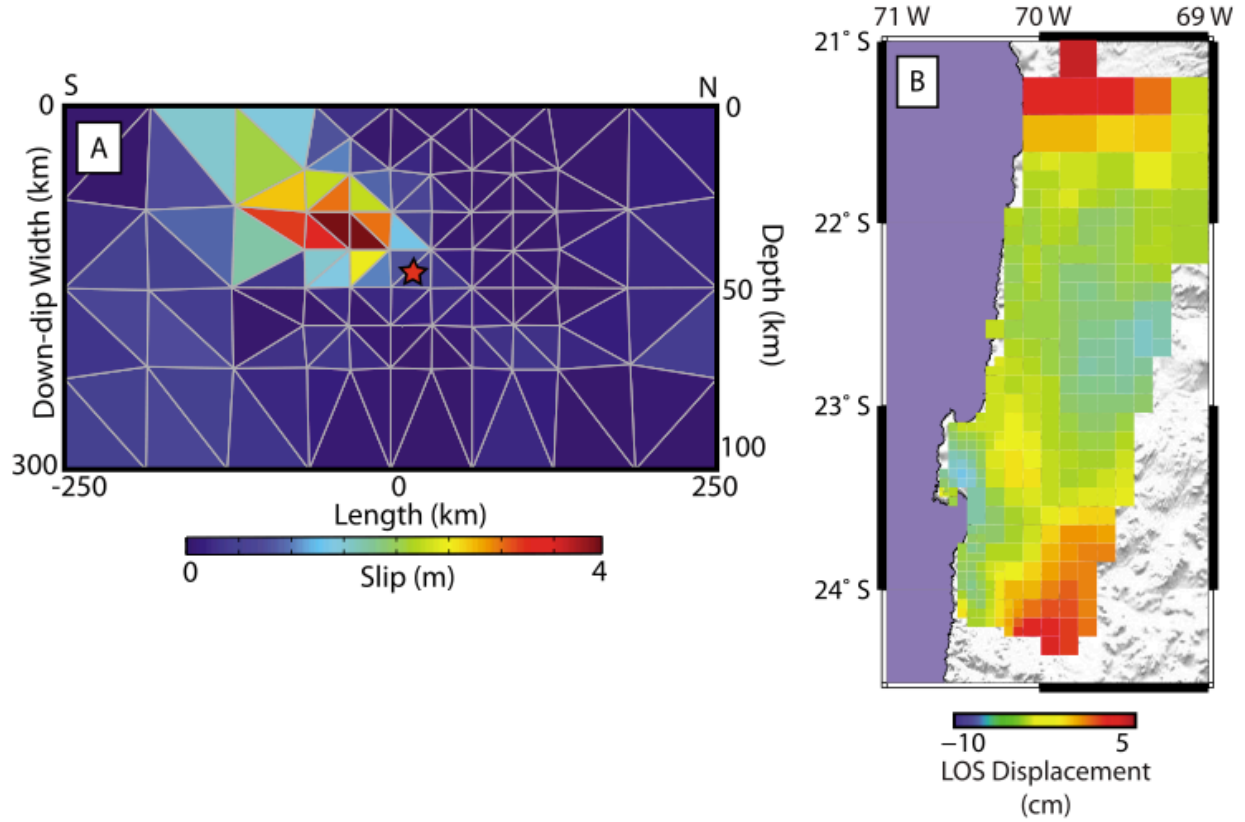 71 W 70 W 69 W
S N
21° S
0 0
A B
Down-dip Width (km)
Depth (km)
22° S
50
23° S
100
300
-250 0 250
Length (km)
24° S
0 4
Slip (m)
−10 5
LOS Displacement
(cm)